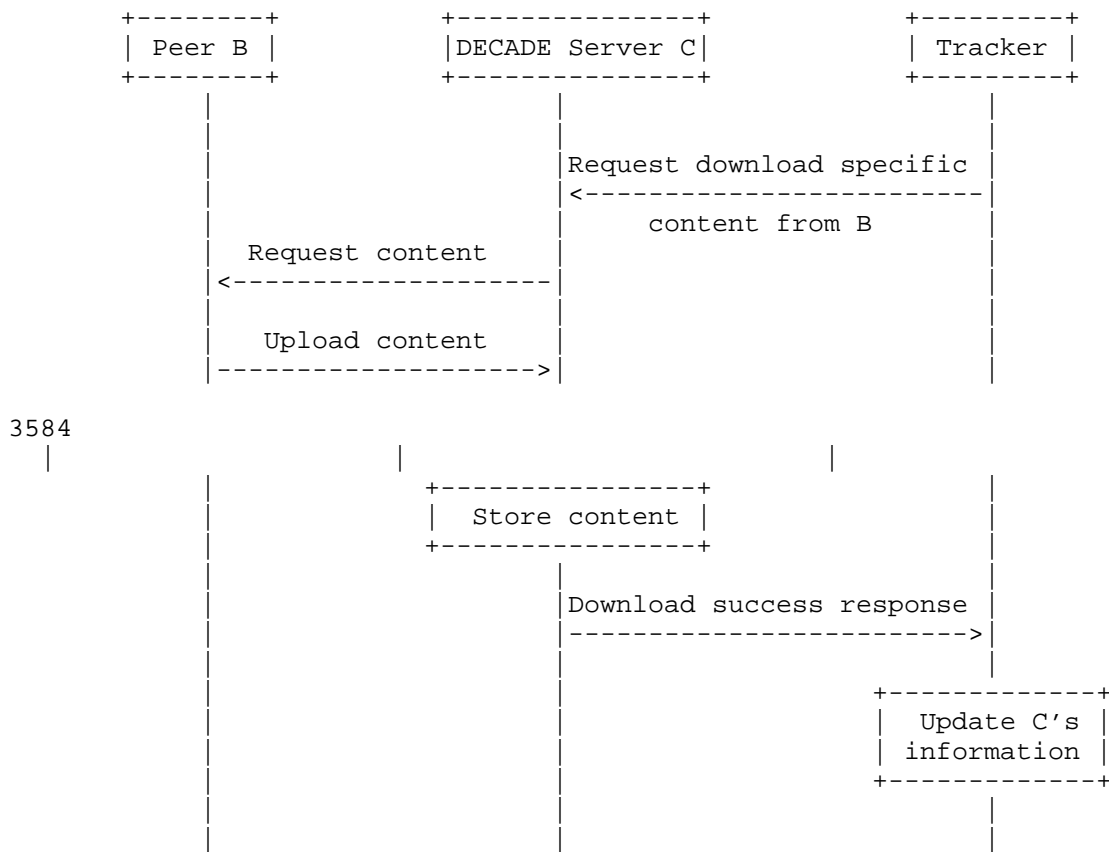 Peer B DECADE Server C Tracker
Request download specific
content from B
Request content
Upload content
3584
Store content
Download success response
Update C's
information